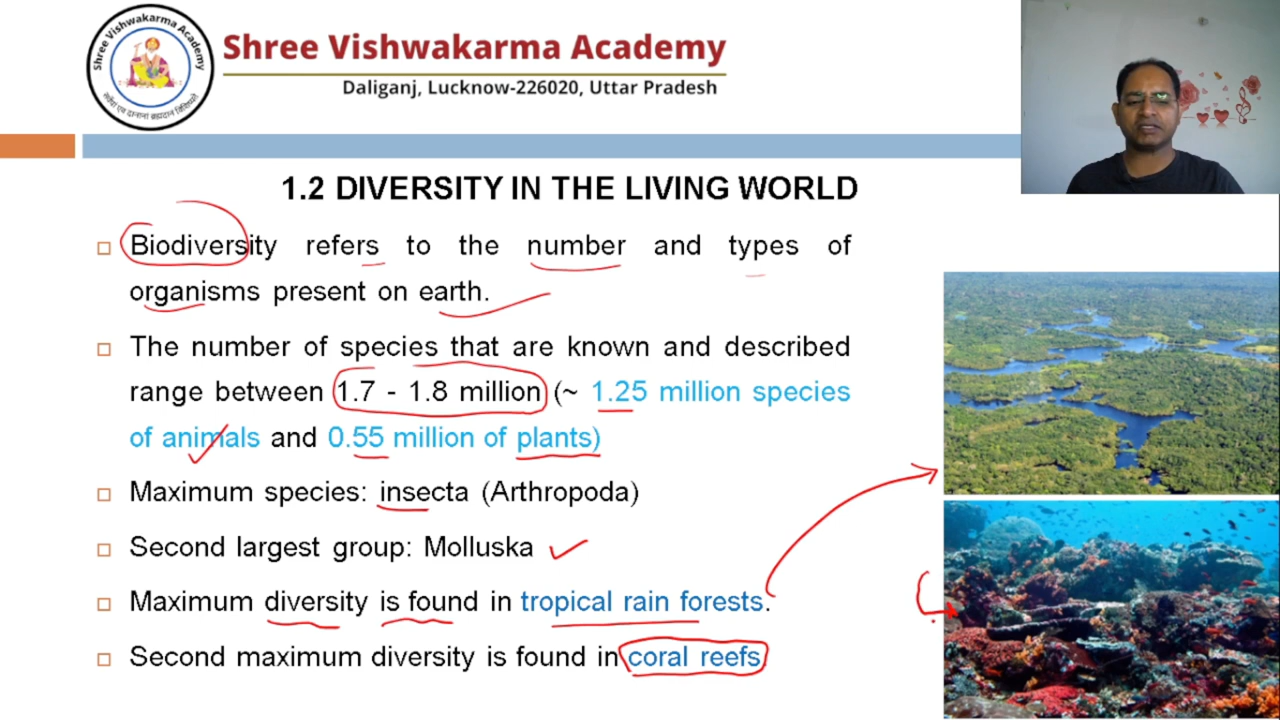 Shree Vishwakarma Academy
Shree Vishwakarma Academy
Daliganj, Lucknow-226020, Uttar Pradesh
1.2 DIVERSITY IN THE LIVING WORLD
Biodiversity refers to the number and types of
organisms present on earth.
The number of species that are known and described
range between 1.7 - 1.8 million (~ 1.25 million species
of animals and 0.55 million of plants)
Maximum species: insecta (Arthropoda)
Second largest group: Molluska
Maximum diversity is found in tropical rain forests.
Second maximum diversity is found in coral reefs.